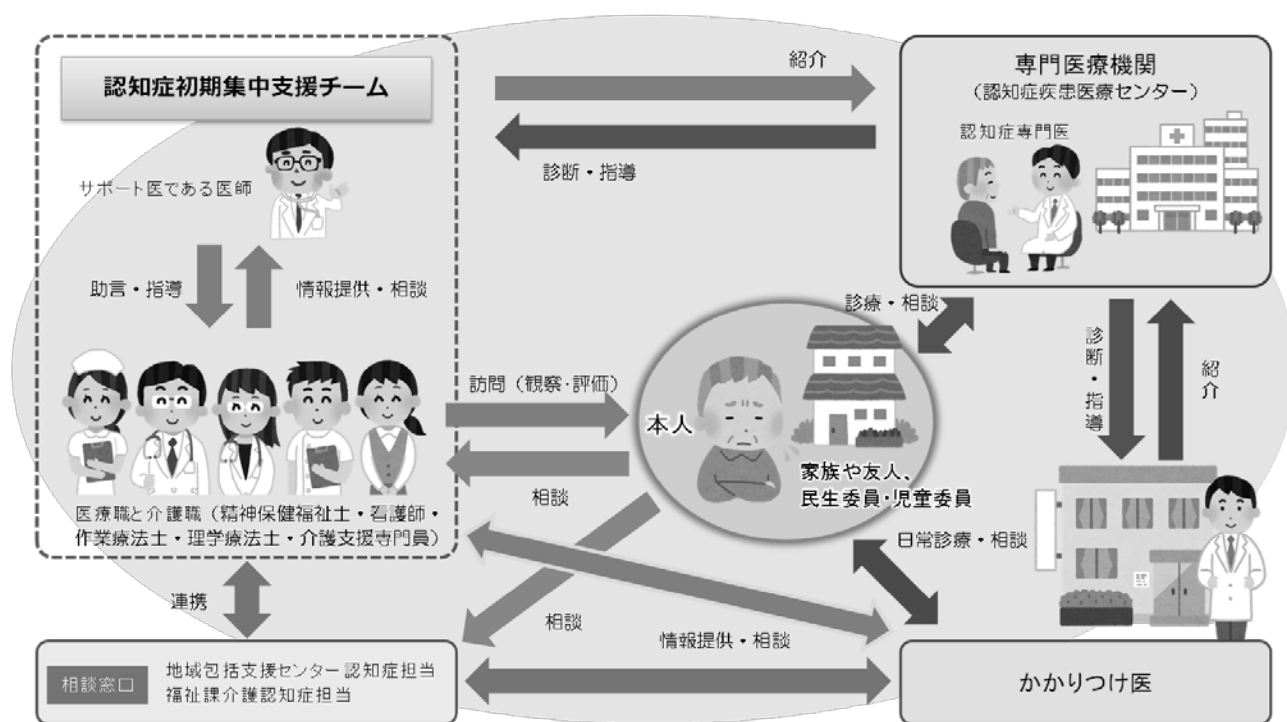 認知症初期集中支援チーム
サポート医である医師
助言・指導
情報提供・相談
医療職と介護職（精神保健福祉士・看護師・
作業療法士・理学療法士・介護支援専門員）
連携
相談窓口
地域包括支援センター認知症担当
福祉課介護認知症担当
紹介
診断・指導
訪問（観察・評価）
相談
相談
情報提供・相談
本人
家族や友人、
民生委員・児童委員
診療・相談
日常診療・相談
専門医療機関
（認知症疾患医療センター）
認知症専門医
診断・指導
紹介
かかりつけ医